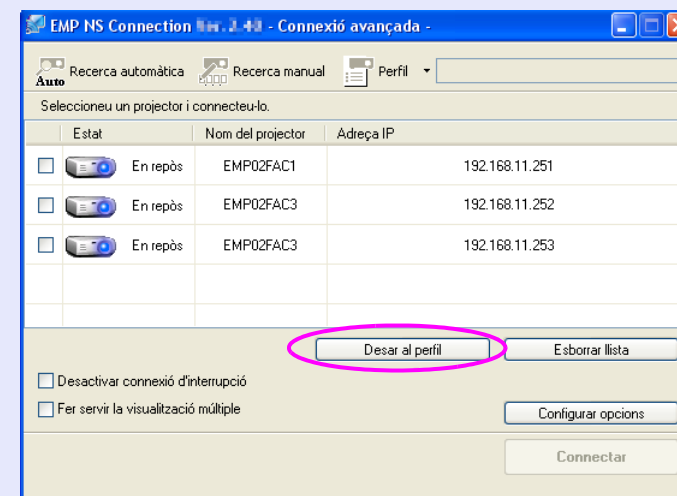 EMP NS Connection - Connexió avançada -
Auto Recerca automàtica Recerca manual Perfil
Seleccioneu un projector i connecteu-lo.
Estat Nom del projector Adreça IP
En repòs EMP02FAC1 192.168.11.251
En repòs EMP02FAC3 192.168.11.252
En repòs EMP02FAC3 192.168.11.253
Desar al perfil Esborrar llista
Desactivar connexió d'interrupció
Fer servir la visualització múltiple Configurar opcions
Connectar